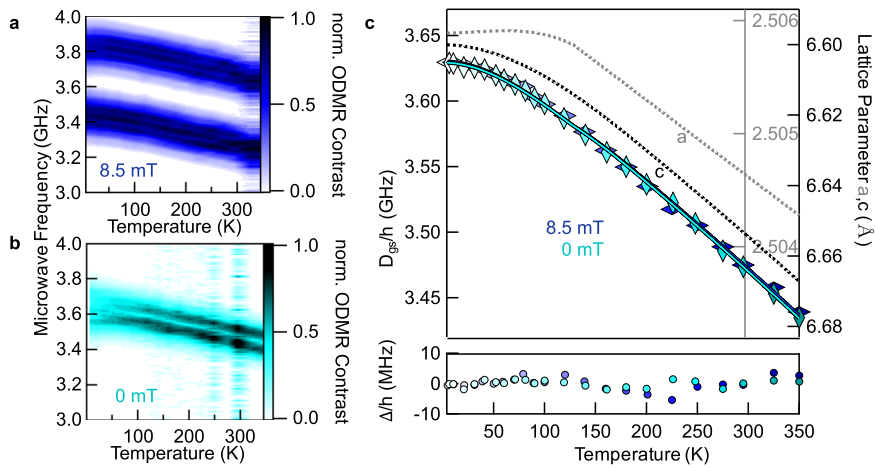 a
4.0
3.8
3.6
3.4
3.2
3.0
100
200
300
Temperature (K)
8.5 mT
1.0
0.5
0.0
norm. ODMR Contrast
Microwave Frequency (GHz)
b
4.0
3.8
3.6
3.4
3.2
3.0
100
200
300
Temperature (K)
0 mT
1.0
0.5
0.0
norm. ODMR Contrast
c
3.65
3.60
3.55
3.50
3.45
D_gs/h (GHz)
a
c
8.5 mT
0 mT
2.506
2.505
2.504
6.60
6.62
6.64
6.66
6.68
Lattice Parameter a,c (Å)
10
0
-10
Δ/h (MHz)
50
100
150
200
250
300
350
Temperature (K)